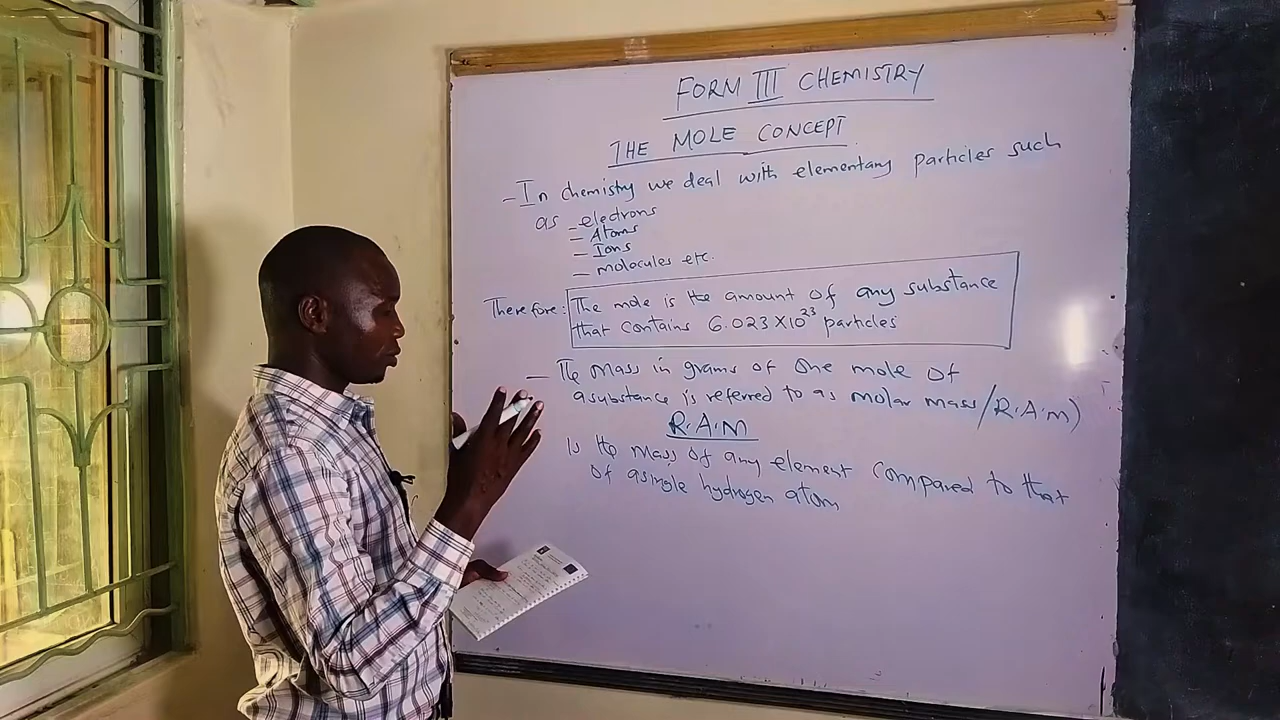 FORM III CHEMISTRY
THE MOLE CONCEPT
- In chemistry we deal with elementary particles such
as - electrons
- Atoms
- Ions
- molecules etc.
Therefore: The mole is the amount of any substance
that contains 6.023 X 10²³ particles
- The mass in grams of one mole of
a substance is referred to as molar mass/R.A.M)
R.A.M
Is the mass of any element compared to that
of a single hydrogen atom